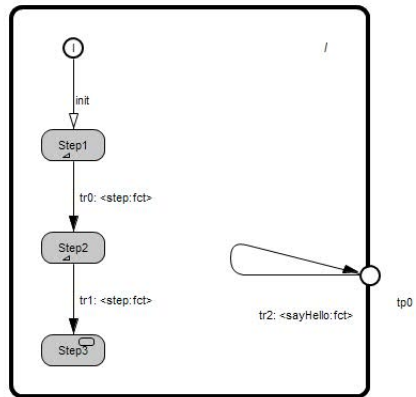 I
/
init
Step1
tr0: <step:fct>
Step2
tr1: <step:fct>
tr2: <sayHello:fct>
tp0
Step3